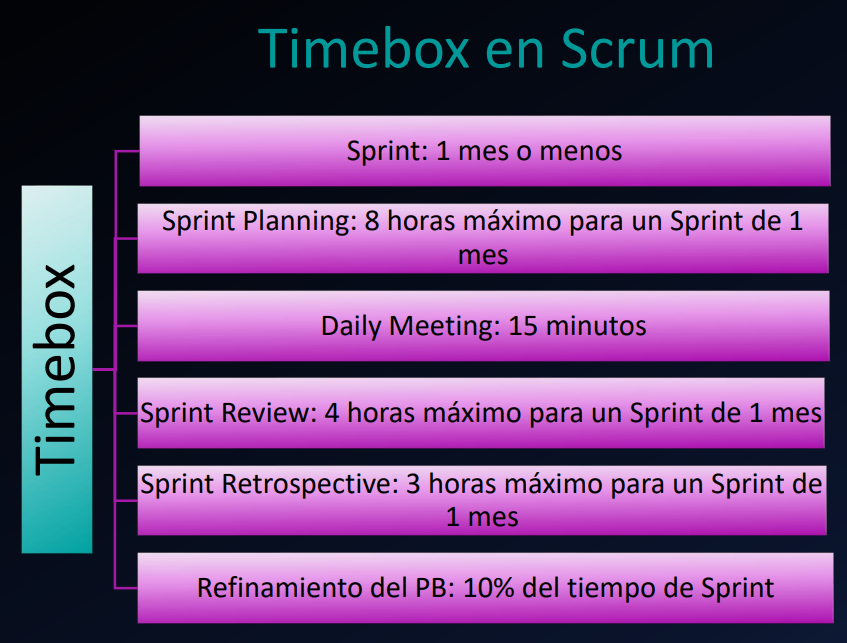 Timebox en Scrum
Timebox
Sprint: 1 mes o menos
Sprint Planning: 8 horas máximo para un Sprint de 1
mes
Daily Meeting: 15 minutos
Sprint Review: 4 horas máximo para un Sprint de 1 mes
Sprint Retrospective: 3 horas máximo para un Sprint de
1 mes
Refinamiento del PB: 10% del tiempo de Sprint